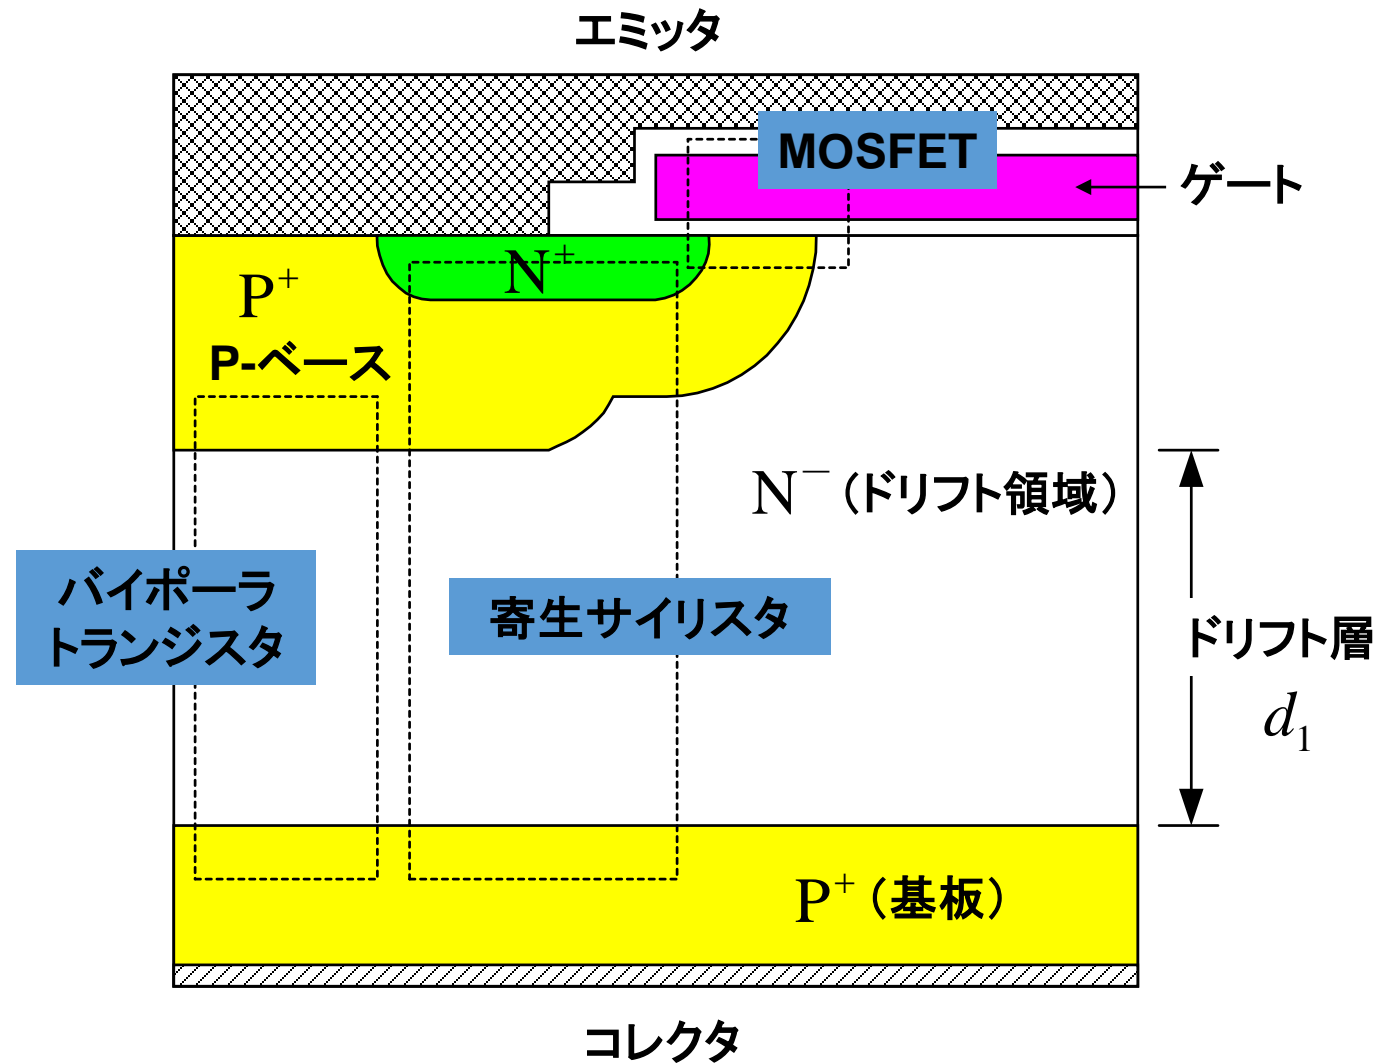 エミッタ
MOSFET
ゲート
N⁺
P⁺
P-ベース
N⁻（ドリフト領域）
バイポーラ
トランジスタ
寄生サイリスタ
ドリフト層
d₁
P⁺（基板）
コレクタ